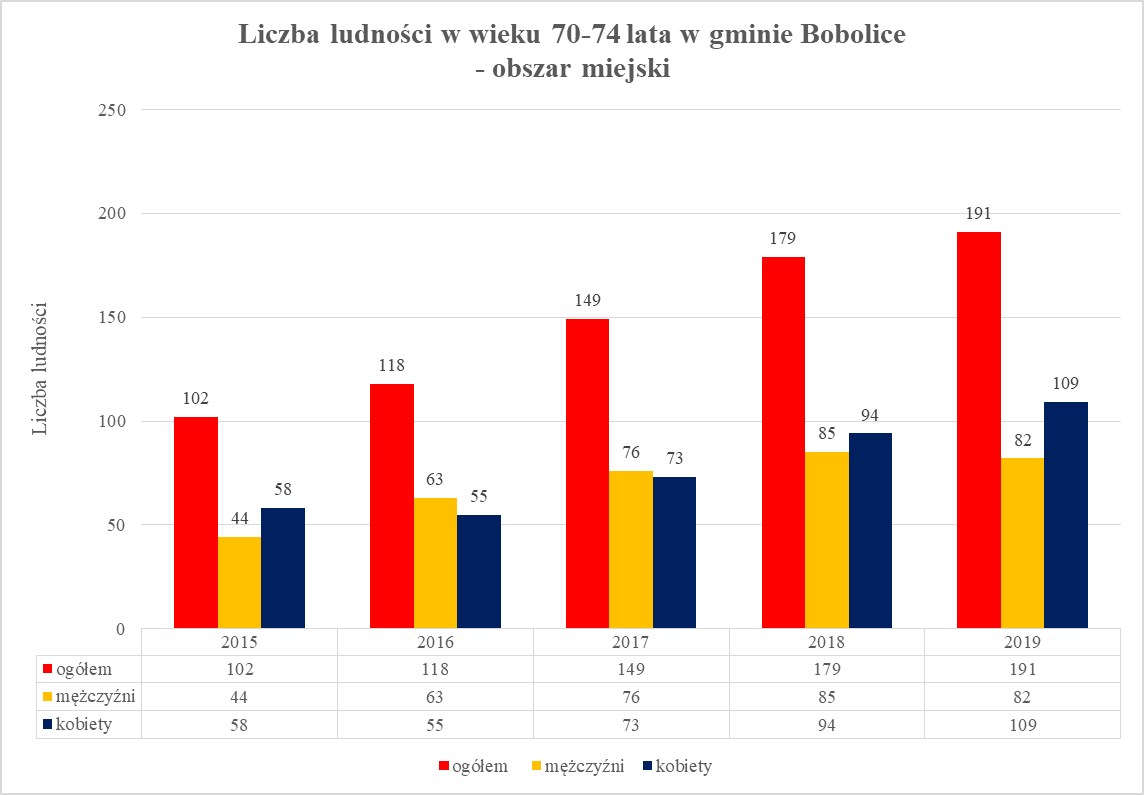 Liczba ludności w wieku 70-74 lata w gminie Bobolice
- obszar miejski
Liczba ludności
250
200
150
100
50
0
102 44 58
118 63 55
149 76 73
179 85 94
191 82 109
2015 2016 2017 2018 2019
ogółem 102 118 149 179 191
mężczyźni 44 63 76 85 82
kobiety 58 55 73 94 109
ogółem mężczyźni kobiety